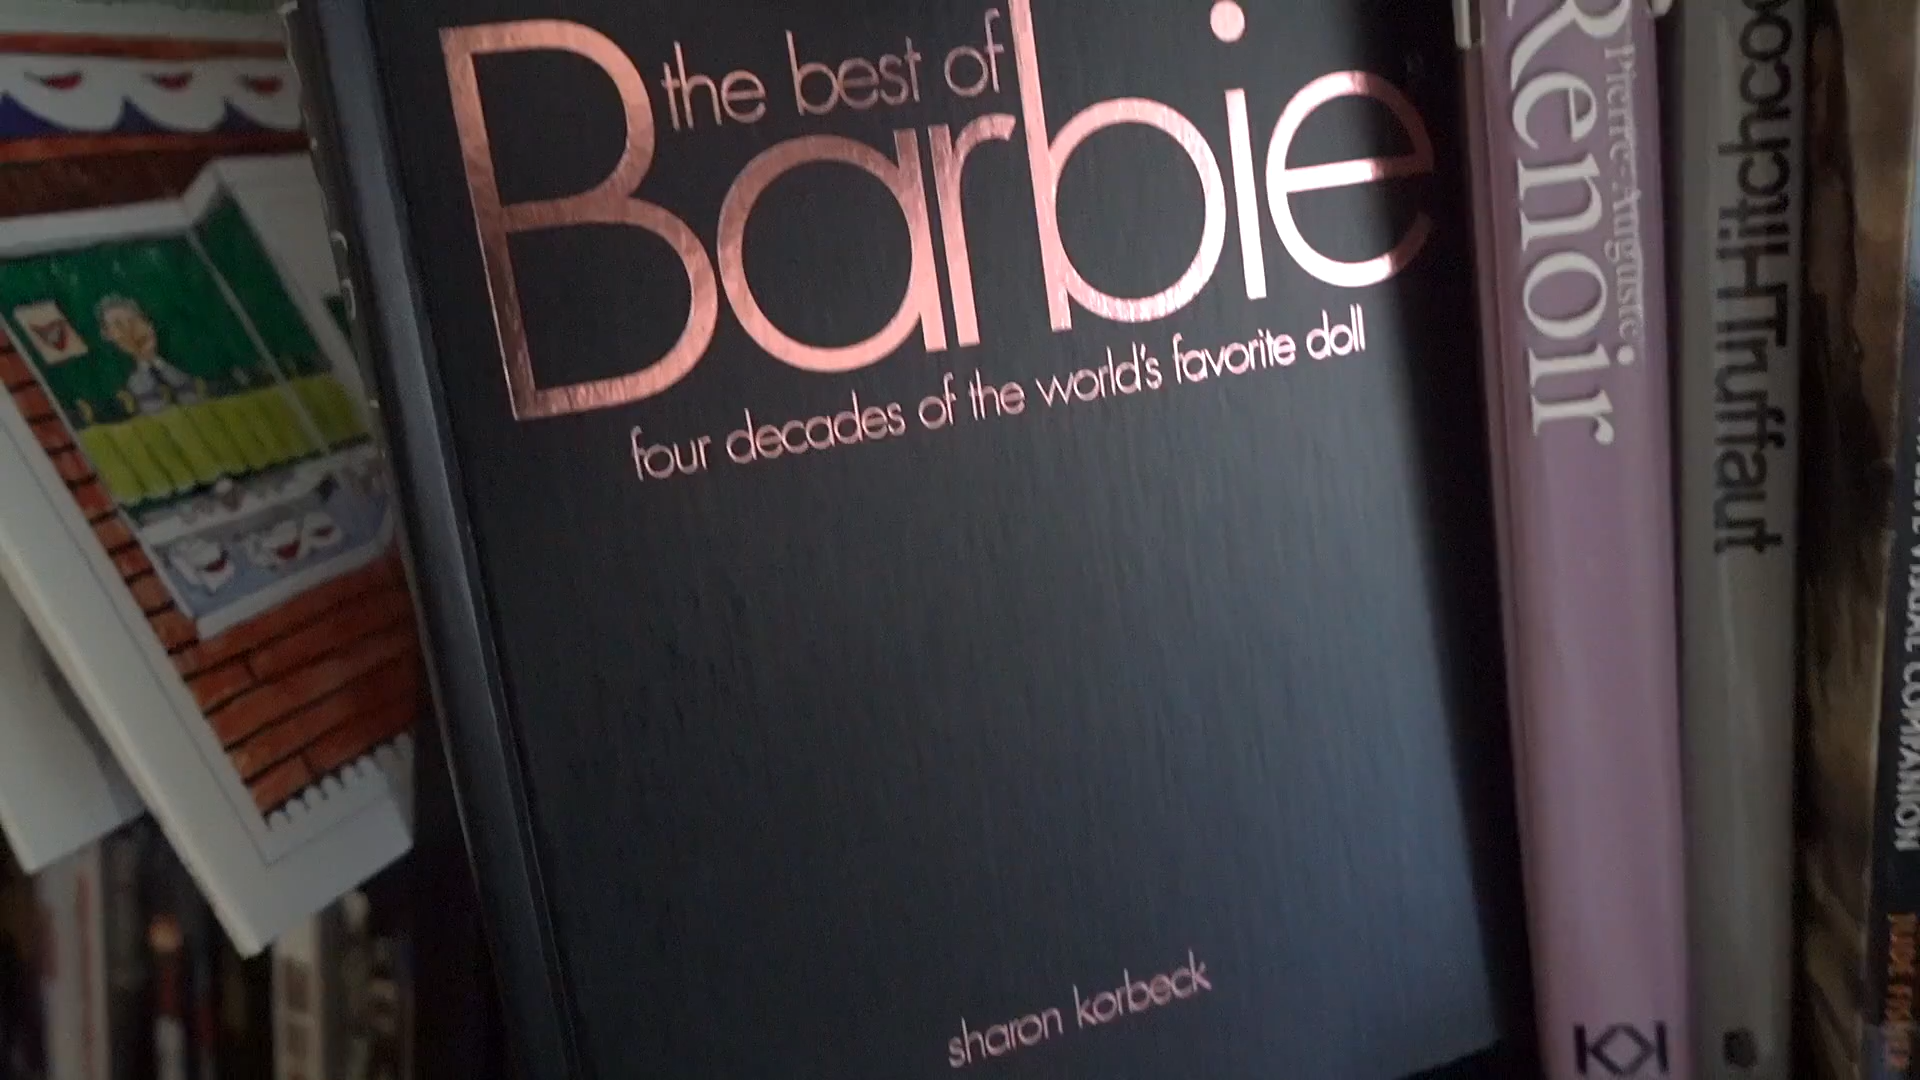 the best of
Barbie
four decades of the world's favorite doll
sharon korbeck
Renoir
Pierre-Auguste
Truffaut
VISUAL COMPANION